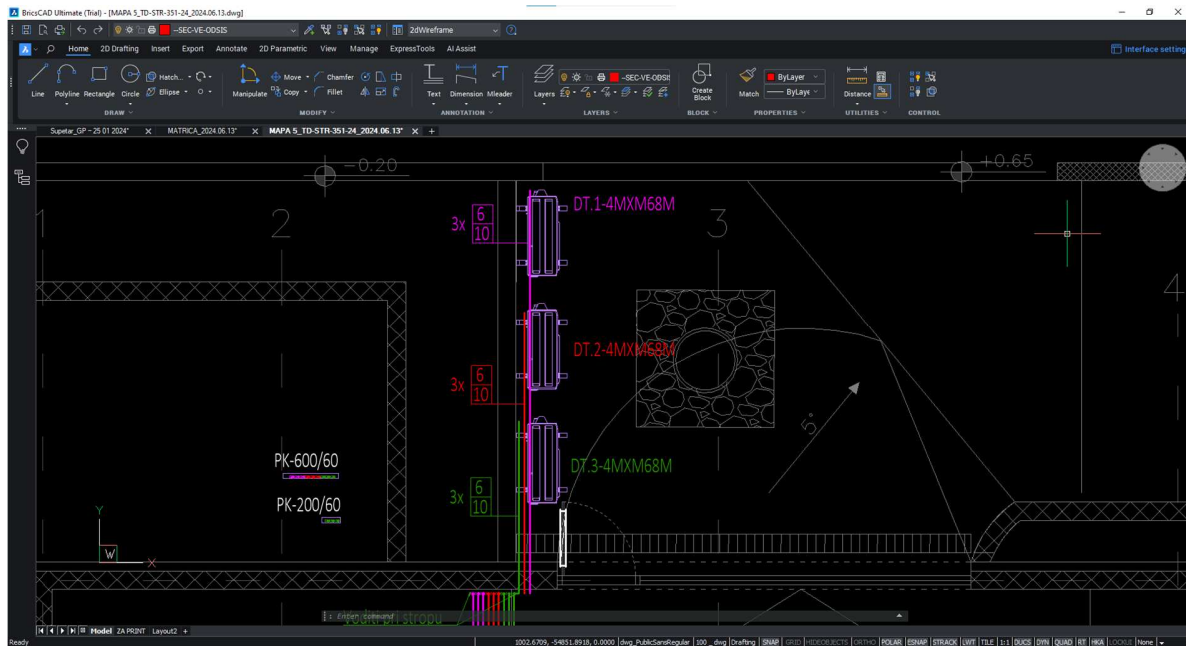 BricsCAD Ultimate (Trial) - [MAPA 5_TD-STR-351-24_2024.06.13.dwg]
--SEC-VE-ODSIS
2dWireframe
Home 2D Drafting Insert Export Annotate 2D Parametric View Manage ExpressTools AI Assist
Interface setting
Line Polyline Rectangle Circle
Hatch...
Ellipse
Manipulate
Move
Copy
Chamfer
Fillet
Text Dimension Mleader
Layers
--SEC-VE-ODSIS
Create
Block
Match
ByLayer
ByLaye
Distance
DRAW
MODIFY
ANNOTATION
LAYERS
BLOCK
PROPERTIES
UTILITIES
CONTROL
Supetar_GP - 25 01 2024*
MATRICA_2024.06.13*
MAPA 5_TD-STR-351-24_2024.06.13*
-0.20
+0.65
1
2
3
4
3x 6
10
DT.1-4MXM68M
3x 6
10
DT.2-4MXM68M
3x 6
10
DT.3-4MXM68M
5°
PK-600/60
PK-200/60
Y
W
X
voditi pri stropu
: Enter command
Model ZA PRINT Layout2 +
Ready
1002.6709, -54851.8918, 0.0000 dwg_PublicSansRegular 100 _ dwg Drafting SNAP GRID HIDEOBJECTS ORTHO POLAR ESNAP STRACK LWT TILE 1:1 DUCS DYN QUAD RT HKA LOCKUI None